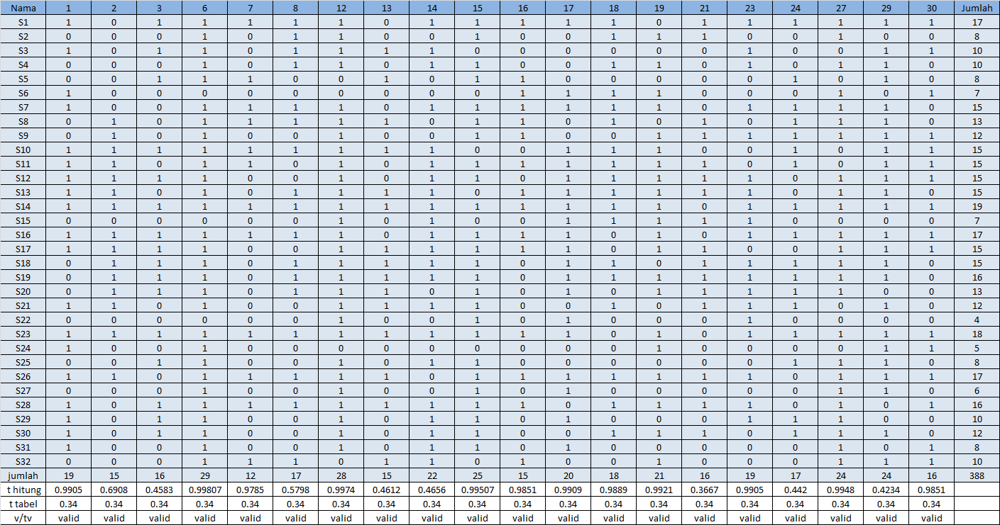 Nama 1 2 3 6 7 8 12 13 14 15 16 17 18 19 21 23 24 27 29 30 Jumlah
S1 1 0 1 1 1 1 1 0 1 1 1 1 1 0 1 1 1 1 1 1 17
S2 0 0 0 1 0 1 1 0 0 1 0 0 1 1 1 0 0 1 0 0 8
S3 1 0 1 1 0 1 1 1 1 0 0 0 0 0 0 1 0 0 1 1 10
S4 0 0 0 1 0 1 1 0 1 1 0 0 1 1 0 1 0 1 1 0 10
S5 0 0 1 1 1 0 0 1 0 1 1 0 0 0 0 0 1 0 1 0 8
S6 1 0 0 0 0 0 0 0 0 0 1 1 1 1 0 0 0 1 0 1 7
S7 1 0 0 1 1 1 1 0 1 1 1 1 1 1 0 1 1 1 1 0 15
S8 0 1 0 1 1 1 1 1 0 1 1 0 1 0 1 0 1 1 1 0 13
S9 0 1 0 1 0 0 1 0 0 1 1 0 0 1 1 1 1 1 1 1 12
S10 1 1 1 1 1 1 1 1 1 0 0 1 1 1 0 0 1 0 1 1 15
S11 1 1 0 1 1 0 1 0 1 1 1 1 1 1 1 0 1 0 1 1 15
S12 1 1 1 1 0 0 1 0 1 1 0 1 1 1 1 1 0 1 1 1 15
S13 1 1 0 1 0 1 1 1 1 0 1 1 1 1 1 1 0 1 1 0 15
S14 1 1 1 1 1 1 1 1 1 1 1 1 1 1 0 1 1 1 1 1 19
S15 0 0 0 0 0 0 1 0 1 0 0 1 1 1 1 1 0 0 0 0 7
S16 1 1 1 1 1 1 1 0 1 1 1 1 0 1 0 1 1 1 1 1 17
S17 1 1 1 1 0 0 1 1 1 1 1 1 0 1 1 0 0 1 1 1 15
S18 0 1 1 1 0 1 1 1 1 1 0 1 1 0 1 1 1 1 1 0 15
S19 0 1 1 1 0 1 1 1 1 1 0 1 1 1 1 1 1 1 1 0 16
S20 0 1 1 1 0 1 1 1 0 1 0 1 0 1 1 1 1 1 0 0 13
S21 1 1 0 1 0 0 1 1 1 1 0 0 1 0 1 1 1 0 1 0 12
S22 0 0 0 0 0 0 1 0 0 1 0 1 0 0 0 1 0 0 0 0 4
S23 1 1 1 1 1 1 1 1 1 1 1 1 0 1 0 1 1 1 1 1 18
S24 1 0 0 1 0 0 0 0 0 0 0 0 0 1 0 0 0 0 1 1 5
S25 0 0 1 1 0 0 1 0 1 1 0 0 0 0 0 0 1 1 1 0 8
S26 1 1 0 1 1 1 1 1 0 1 1 1 1 1 1 1 0 1 1 1 17
S27 0 0 0 1 0 0 1 0 0 1 0 1 0 0 0 0 0 1 1 0 6
S28 1 0 1 1 1 1 1 1 1 1 1 0 1 1 1 1 0 1 0 1 16
S29 1 0 1 1 0 0 1 0 1 1 0 1 0 0 0 1 1 1 0 0 10
S30 1 0 1 1 0 0 1 0 1 1 0 0 1 1 1 0 1 1 1 0 12
S31 1 0 0 1 0 0 1 0 1 1 0 1 0 0 0 0 0 1 0 1 8
S32 0 0 0 1 1 1 0 1 1 0 1 0 0 1 0 0 0 1 1 1 10
jumlah 19 15 16 29 12 17 28 15 22 25 15 20 18 21 16 19 17 24 24 16 388
t hitung 0.9905 0.6908 0.4583 0.99807 0.9785 0.5798 0.9974 0.4612 0.4656 0.99507 0.9851 0.9909 0.9889 0.9921 0.3667 0.9905 0.442 0.9948 0.4234 0.9851
t tabel 0.34 0.34 0.34 0.34 0.34 0.34 0.34 0.34 0.34 0.34 0.34 0.34 0.34 0.34 0.34 0.34 0.34 0.34 0.34 0.34
v/tv valid valid valid valid valid valid valid valid valid valid valid valid valid valid valid valid valid valid valid valid